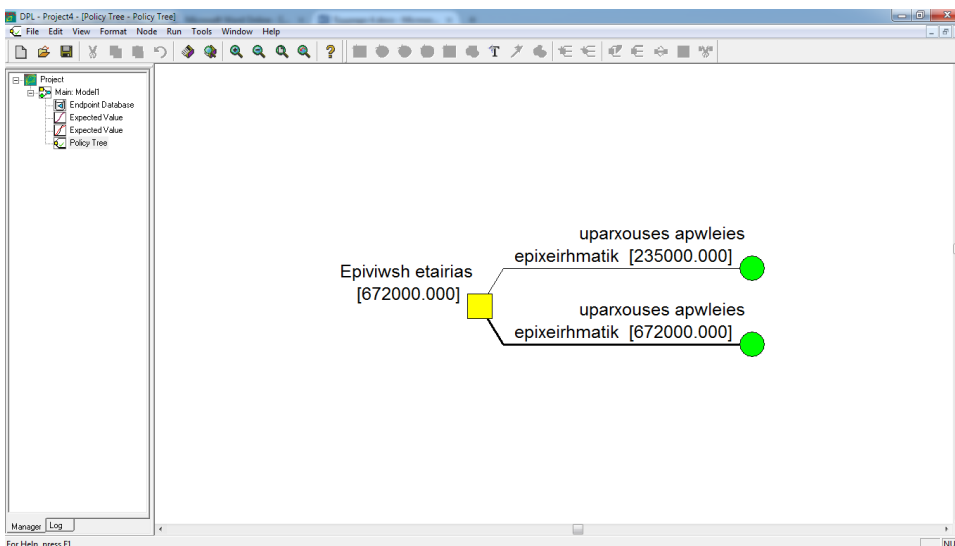 DPL - Project4 - [Policy Tree - Policy Tree]
File Edit View Format Node Run Tools Window Help
Project
Main: Model1
Endpoint Database
Expected Value
Expected Value
Policy Tree
uparxouses apwleies
epixeirhmatik [235000.000]
Epiviwsh etairias
[672000.000]
uparxouses apwleies
epixeirhmatik [672000.000]
Manager Log
For Help, press F1
NU